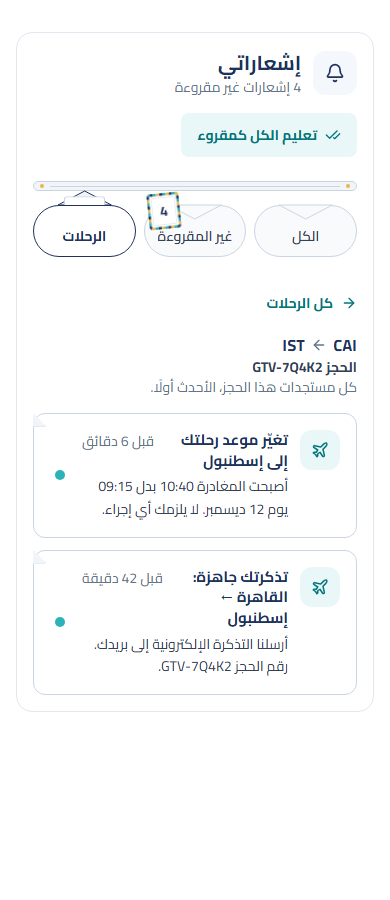 إشعاراتي
4 إشعارات غير مقروءة
تعليم الكل كمقروء
الكل
غير المقروءة
4
الرحلات
كل الرحلات
CAI ← IST
الحجز GTV-7Q4K2
كل مستجدات هذا الحجز، الأحدث أولًا.
تغيّر موعد رحلتك
إلى إسطنبول
قبل 6 دقائق
أصبحت المغادرة 10:40 بدل 09:15
يوم 12 ديسمبر. لا يلزمك أي إجراء.
تذكرتك جاهزة:
القاهرة ←
إسطنبول
قبل 42 دقيقة
أرسلنا التذكرة الإلكترونية إلى بريدك.
رقم الحجز GTV-7Q4K2.